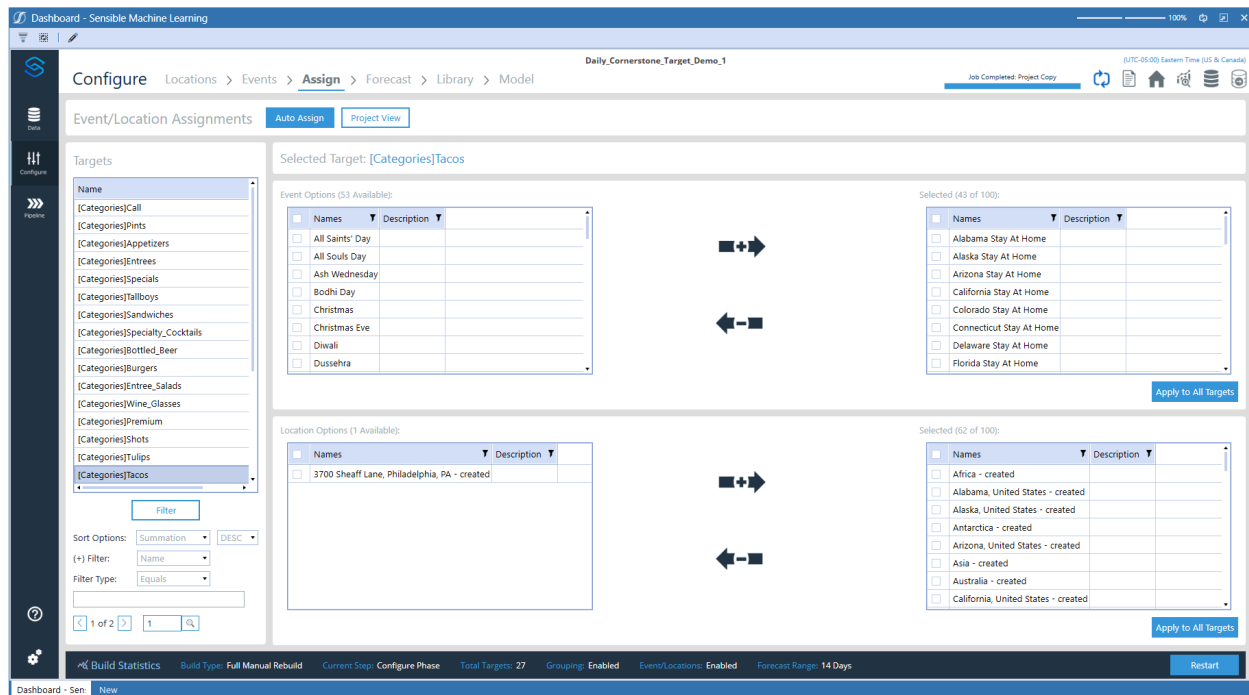 Dashboard - Sensible Machine Learning
100%
Daily_Cornerstone_Target_Demo_1
(UTC-05:00) Eastern Time (US & Canada)
Configure Locations > Events > Assign > Forecast > Library > Model
Job Completed: Project Copy
Data
Configure
Pipeline
Event/Location Assignments
Auto Assign
Project View
Targets
Name
[Categories]Call
[Categories]Pints
[Categories]Appetizers
[Categories]Entrees
[Categories]Specials
[Categories]Tallboys
[Categories]Sandwiches
[Categories]Specialty_Cocktails
[Categories]Bottled_Beer
[Categories]Burgers
[Categories]Entree_Salads
[Categories]Wine_Glasses
[Categories]Premium
[Categories]Shots
[Categories]Tulips
[Categories]Tacos
Filter
Sort Options: Summation DESC
(+) Filter: Name
Filter Type: Equals
< 1 of 2 > 1
Selected Target: [Categories]Tacos
Event Options (53 Available):
Names Description
All Saints' Day
All Souls Day
Ash Wednesday
Bodhi Day
Christmas
Christmas Eve
Diwali
Dussehra
Selected (43 of 100):
Names Description
Alabama Stay At Home
Alaska Stay At Home
Arizona Stay At Home
California Stay At Home
Colorado Stay At Home
Connecticut Stay At Home
Delaware Stay At Home
Florida Stay At Home
Apply to All Targets
Location Options (1 Available):
Names Description
3700 Sheaff Lane, Philadelphia, PA - created
Selected (62 of 100):
Names Description
Africa - created
Alabama, United States - created
Alaska, United States - created
Antarctica - created
Arizona, United States - created
Asia - created
Australia - created
California, United States - created
Apply to All Targets
Build Statistics Build Type: Full Manual Rebuild Current Step: Configure Phase Total Targets: 27 Grouping: Enabled Event/Locations: Enabled Forecast Range: 14 Days Restart
Dashboard - Sen: New